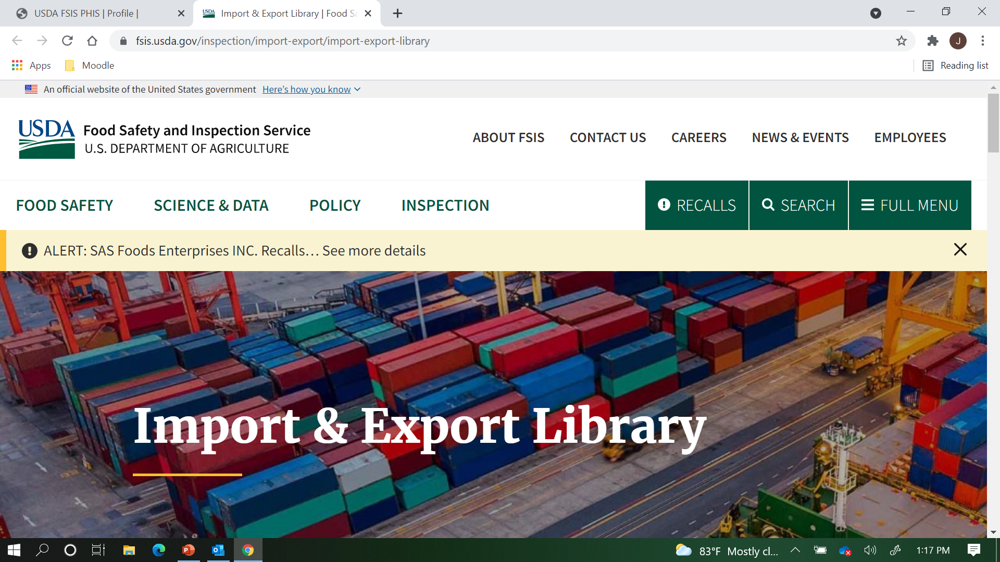 USDA FSIS PHIS | Profile |
Import & Export Library | Food Sa
fsis.usda.gov/inspection/import-export/import-export-library
J
Apps
Moodle
Reading list
An official website of the United States government Here's how you know
USDA Food Safety and Inspection Service
U.S. DEPARTMENT OF AGRICULTURE
ABOUT FSIS
CONTACT US
CAREERS
NEWS & EVENTS
EMPLOYEES
FOOD SAFETY
SCIENCE & DATA
POLICY
INSPECTION
RECALLS
SEARCH
FULL MENU
ALERT: SAS Foods Enterprises INC. Recalls… See more details
Import & Export Library
83°F Mostly cl...
1:17 PM